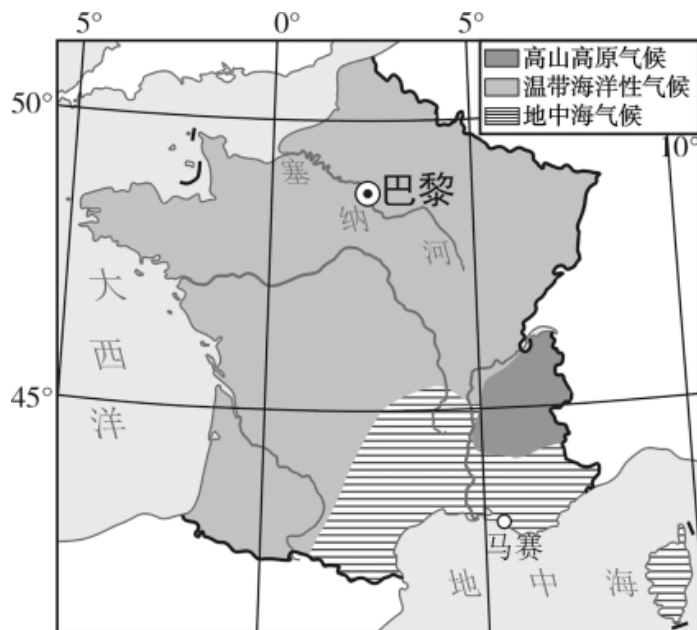 5°
0°
5°
高山高原气候
温带海洋性气候
地中海气候
50°
10°
塞
纳
河
巴黎
大
西
洋
45°
马赛
地中海